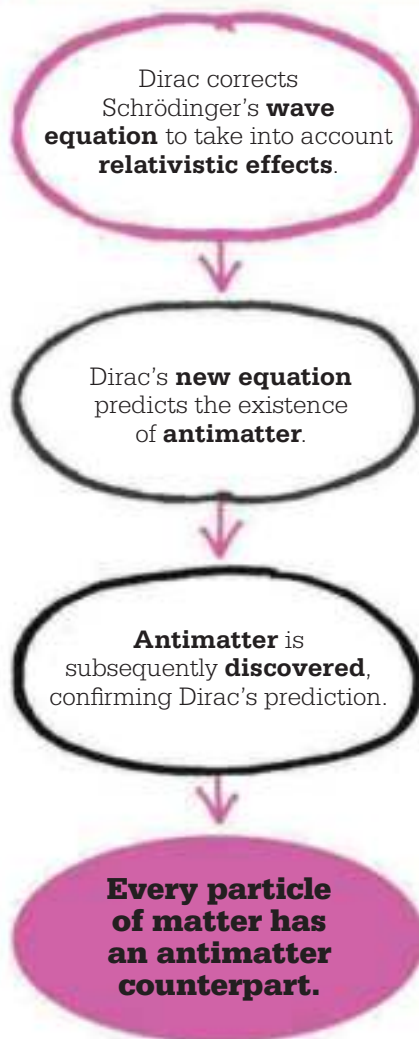 Dirac corrects
Schrödinger's wave
equation to take into account
relativistic effects.
Dirac's new equation
predicts the existence
of antimatter.
Antimatter is
subsequently discovered,
confirming Dirac's prediction.
Every particle
of matter has
an antimatter
counterpart.